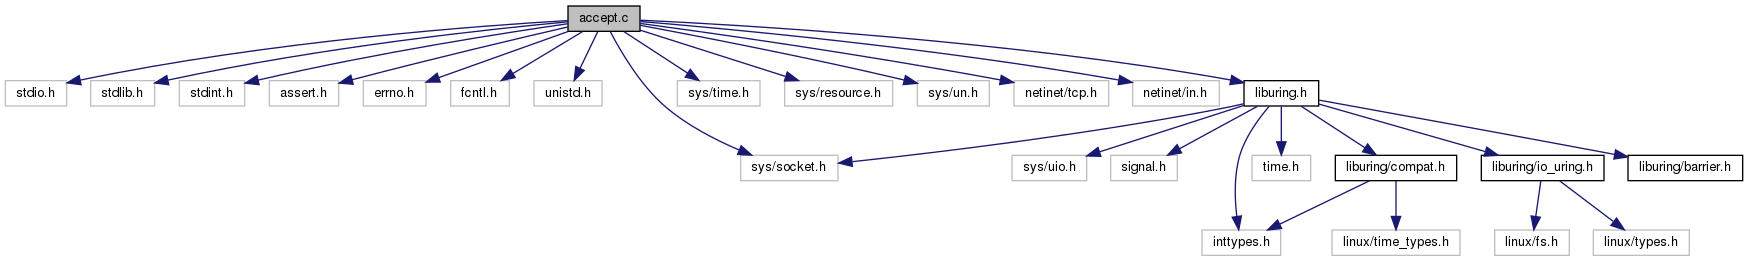 accept.c
stdio.h
stdlib.h
stdint.h
assert.h
errno.h
fcntl.h
unistd.h
sys/time.h
sys/resource.h
sys/un.h
netinet/tcp.h
netinet/in.h
liburing.h
sys/socket.h
sys/uio.h
signal.h
time.h
liburing/compat.h
liburing/io_uring.h
liburing/barrier.h
inttypes.h
linux/time_types.h
linux/fs.h
linux/types.h